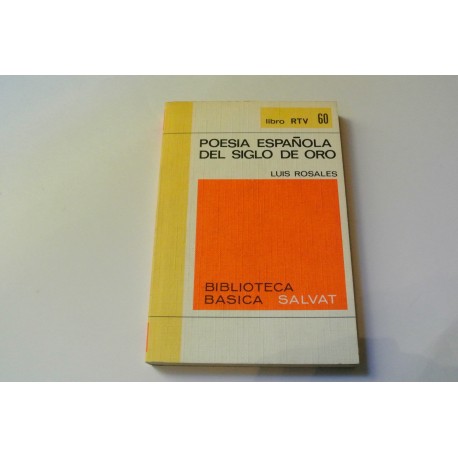 libro RTV 60
POESIA ESPAÑOLA
DEL SIGLO DE ORO
LUIS ROSALES
BIBLIOTECA
BASICA SALVAT